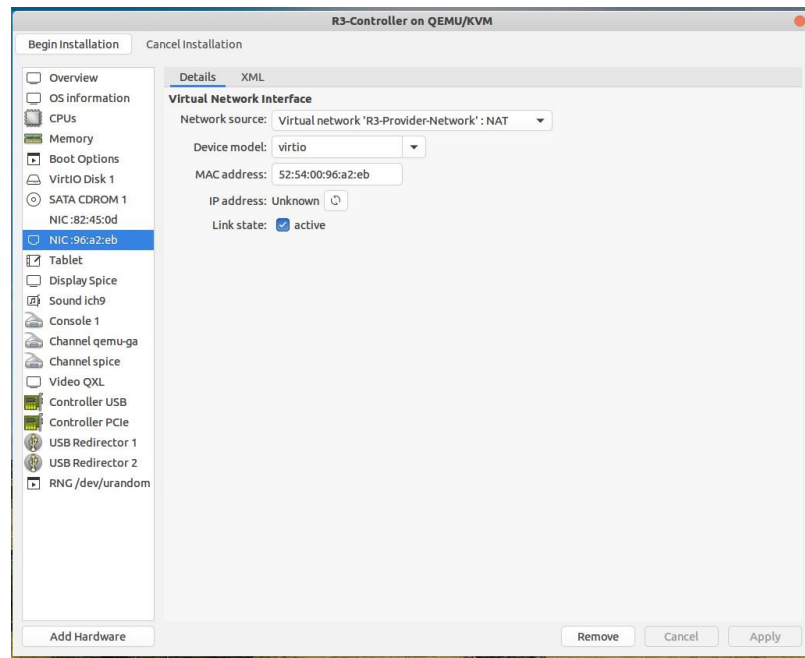 R3-Controller on QEMU/KVM
Begin Installation Cancel Installation
Overview
OS information
CPUs
Memory
Boot Options
VirtIO Disk 1
SATA CDROM 1
NIC :82:45:0d
NIC :96:a2:eb
Tablet
Display Spice
Sound ich9
Console 1
Channel qemu-ga
Channel spice
Video QXL
Controller USB
Controller PCIe
USB Redirector 1
USB Redirector 2
RNG /dev/urandom
Add Hardware
Details XML
Virtual Network Interface
Network source: Virtual network 'R3-Provider-Network' : NAT
Device model: virtio
MAC address: 52:54:00:96:a2:eb
IP address: Unknown
Link state: active
Remove Cancel Apply